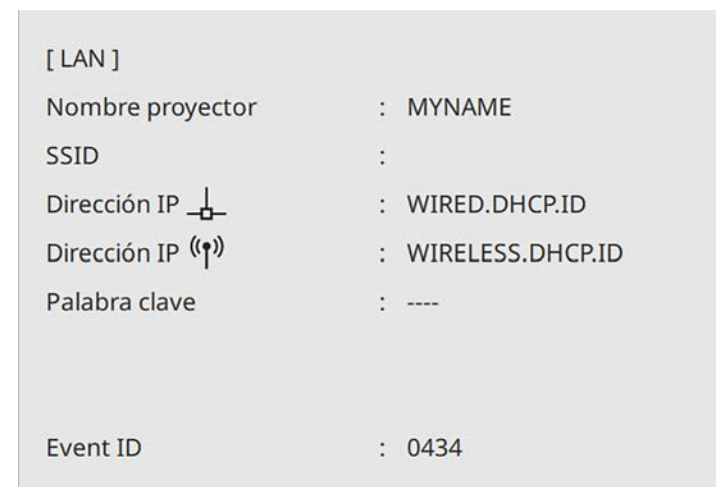 [ LAN ]
Nombre proyector : MYNAME
SSID :
Dirección IP : WIRED.DHCP.ID
Dirección IP : WIRELESS.DHCP.ID
Palabra clave : ----
Event ID : 0434